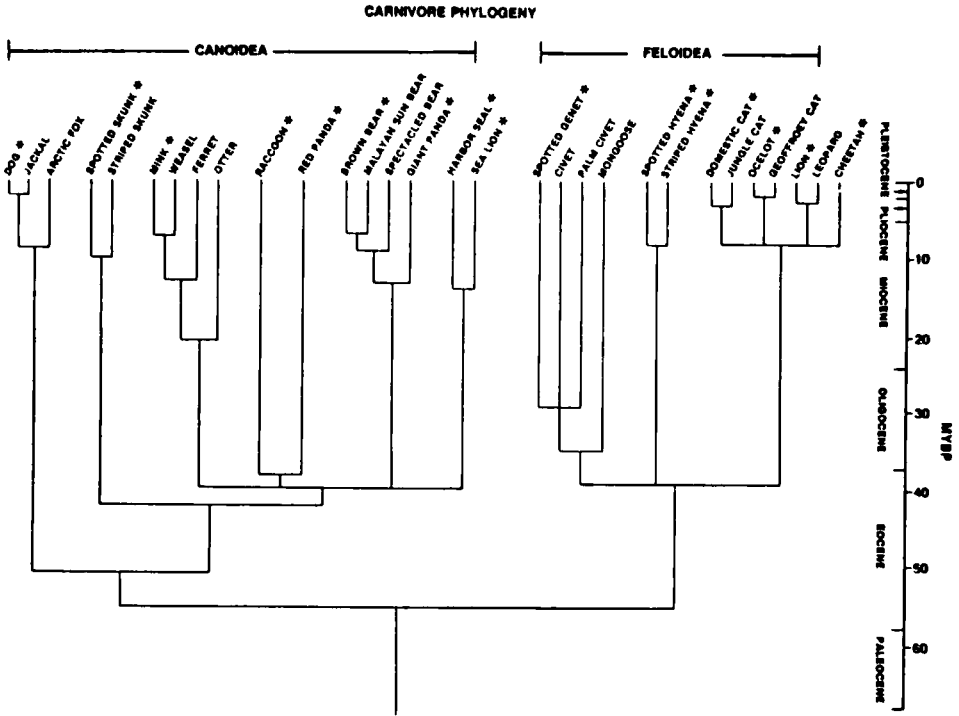 CARNIVORE PHYLOGENY
CANOIDEA
FELOIDEA
DOG *
JACKAL
ARCTIC FOX
SPOTTED SKUNK *
STRIPED SKUNK
MINK *
WEASEL
FERRET
OTTER
RACCOON *
RED PANDA *
BROWN BEAR *
MALAYAN SUN BEAR
SPECTACLED BEAR
GIANT PANDA *
HARBOR SEAL *
SEA LION *
SPOTTED GENET *
CIVET
PALM CIVET
MONGOOSE
SPOTTED HYENA *
STRIPED HYENA *
DOMESTIC CAT *
JUNGLE CAT
OCELOT *
GEOFFROET CAT
LION *
LEOPARD
CHEETAH *
PLEISTOCENE
PLIOCENE
MIOCENE
OLIGOCENE
EOCENE
PALEOCENE
0
10
20
30
40
50
60
MYBP